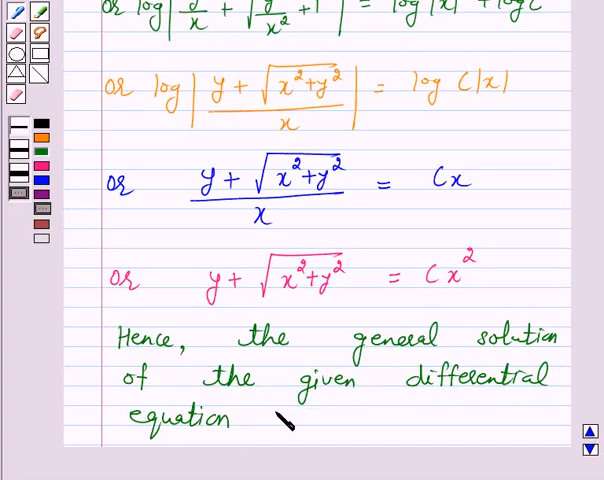 or log| y/x + √(y²/x² + 1) | = log|x| + log C
or log| (y + √(x²+y²)) / x | = log C|x|
or (y + √(x²+y²)) / x = Cx
or y + √(x²+y²) = Cx²
Hence, the general solution
of the given differential
equation